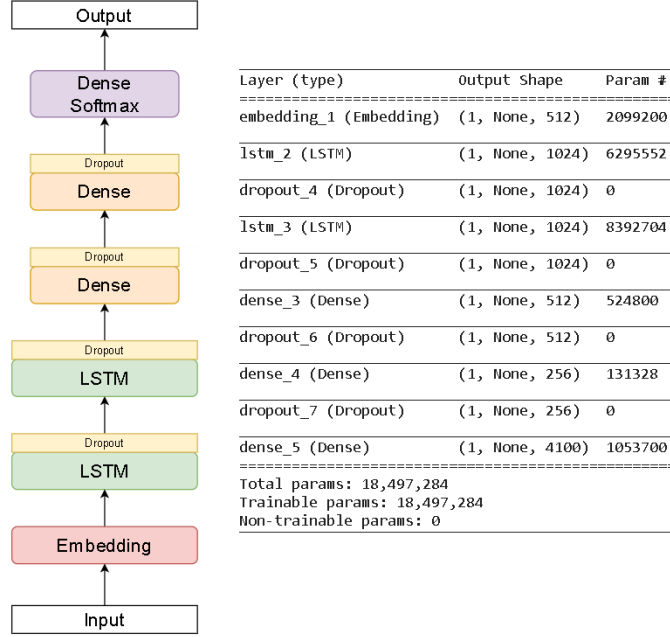 Output
Dense
Softmax
Dropout
Dense
Dropout
Dense
Dropout
LSTM
Dropout
LSTM
Embedding
Input
Layer (type) Output Shape Param #
================================================================
embedding_1 (Embedding) (1, None, 512) 2099200
lstm_2 (LSTM) (1, None, 1024) 6295552
dropout_4 (Dropout) (1, None, 1024) 0
lstm_3 (LSTM) (1, None, 1024) 8392704
dropout_5 (Dropout) (1, None, 1024) 0
dense_3 (Dense) (1, None, 512) 524800
dropout_6 (Dropout) (1, None, 512) 0
dense_4 (Dense) (1, None, 256) 131328
dropout_7 (Dropout) (1, None, 256) 0
dense_5 (Dense) (1, None, 4100) 1053700
================================================================
Total params: 18,497,284
Trainable params: 18,497,284
Non-trainable params: 0